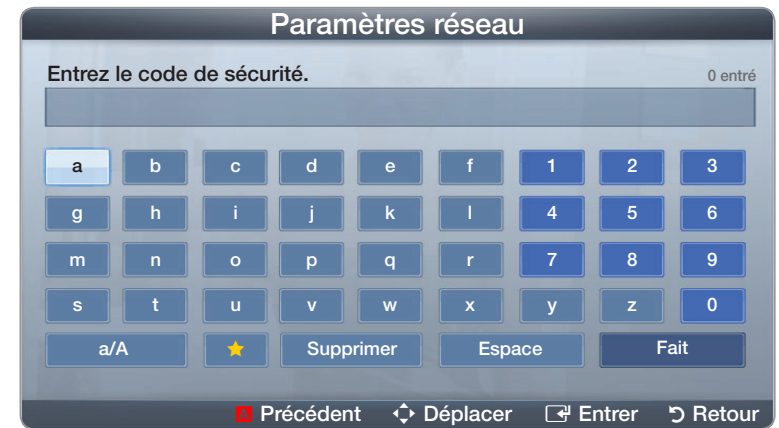 Paramètres réseau
Entrez le code de sécurité. 0 entré
a b c d e f 1 2 3
g h i j k l 4 5 6
m n o p q r 7 8 9
s t u v w x y z 0
a/A ★ Supprimer Espace Fait
A Précédent Déplacer Entrer Retour